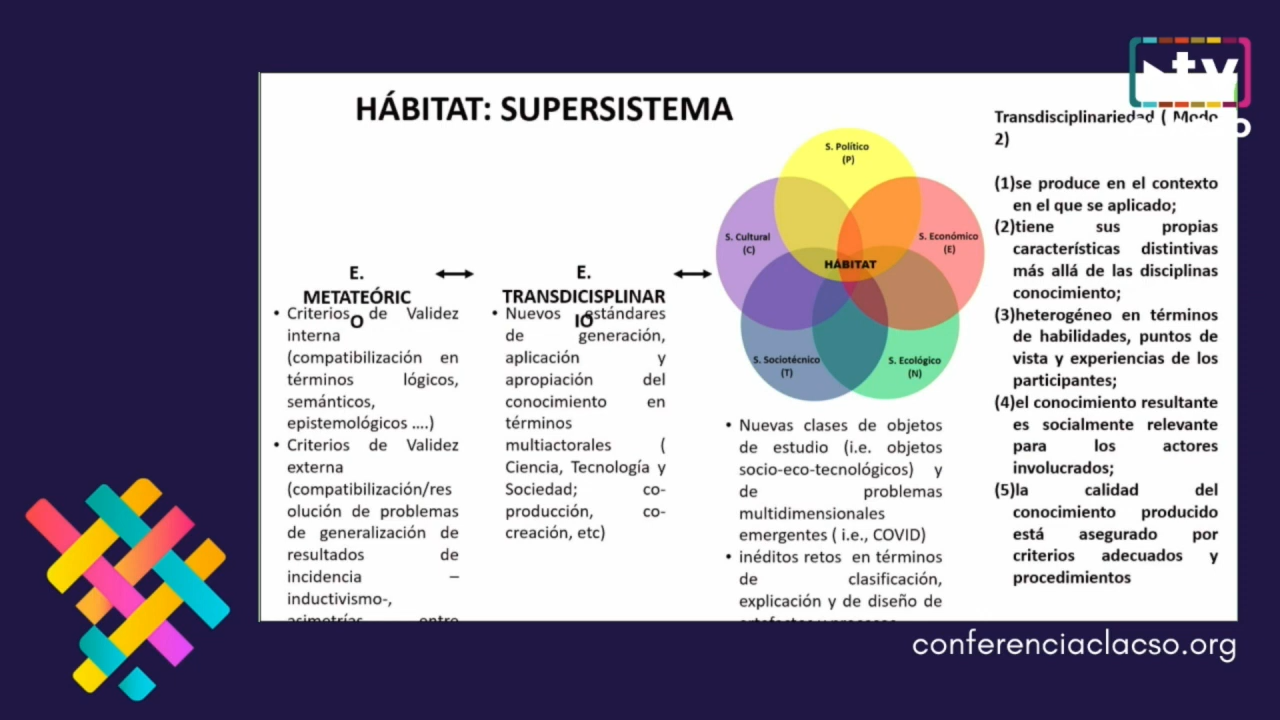 HÁBITAT: SUPERSISTEMA
E.
METATEÓRIC
O
• Criterios de Validez
interna
(compatibilización en
términos lógicos,
semánticos,
epistemológicos ....)
• Criterios de Validez
externa
(compatibilización/res
olución de problemas
de generalización de
resultados de
incidencia –
inductivismo-,
asimetrías entre
E.
TRANSDICISPLINAR
IO
• Nuevos estándares
de generación,
aplicación y
apropiación del
conocimiento en
términos
multiactorales (
Ciencia, Tecnología y
Sociedad; co-
producción, co-
creación, etc)
S. Político
(P)
S. Cultural
(C)
S. Económico
(E)
HÁBITAT
S. Sociotécnico
(T)
S. Ecológico
(N)
• Nuevas clases de objetos
de estudio (i.e. objetos
socio-eco-tecnológicos) y
de problemas
multidimensionales
emergentes ( i.e., COVID)
• inéditos retos en términos
de clasificación,
explicación y de diseño de
artefactos y procesos
Transdisciplinariedad ( Modo
2)
(1)se produce en el contexto
en el que se aplicado;
(2)tiene sus propias
características distintivas
más allá de las disciplinas
conocimiento;
(3)heterogéneo en términos
de habilidades, puntos de
vista y experiencias de los
participantes;
(4)el conocimiento resultante
es socialmente relevante
para los actores
involucrados;
(5)la calidad del
conocimiento producido
está asegurado por
criterios adecuados y
procedimientos
tv
conferenciaclacso.org